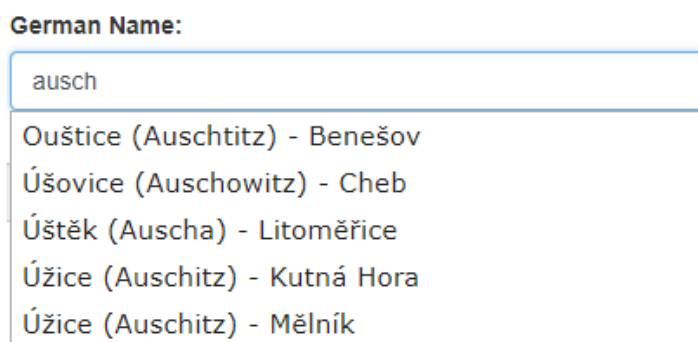 German Name:
ausch
Ouštice (Auschtitz) - Benešov
Úšovice (Auschowitz) - Cheb
Úštěk (Auscha) - Litoměřice
Úžice (Auschitz) - Kutná Hora
Úžice (Auschitz) - Mělník